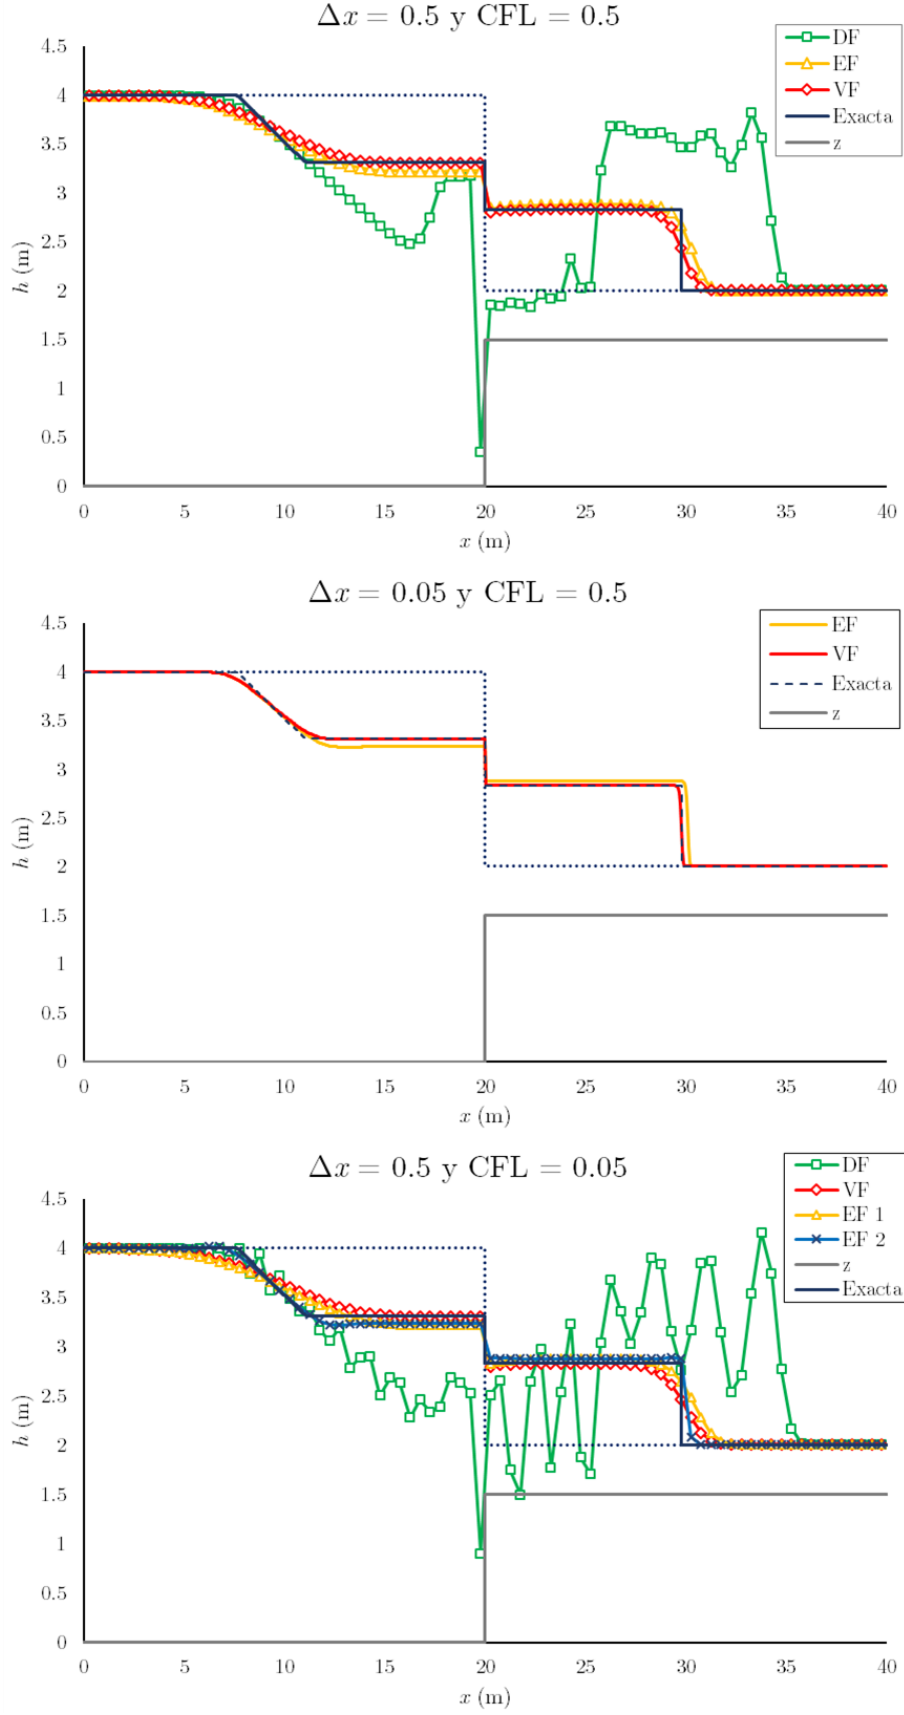 Δx = 0.5 y CFL = 0.5
DF
EF
VF
Exacta
z
4.5
4
3.5
3
2.5
2
1.5
1
0.5
0
h (m)
0 5 10 15 20 25 30 35 40
x (m)
Δx = 0.05 y CFL = 0.5
EF
VF
Exacta
z
4.5
4
3.5
3
2.5
2
1.5
1
0.5
0
h (m)
0 5 10 15 20 25 30 35 40
x (m)
Δx = 0.5 y CFL = 0.05
DF
VF
EF 1
EF 2
z
Exacta
4.5
4
3.5
3
2.5
2
1.5
1
0.5
0
h (m)
0 5 10 15 20 25 30 35 40
x (m)